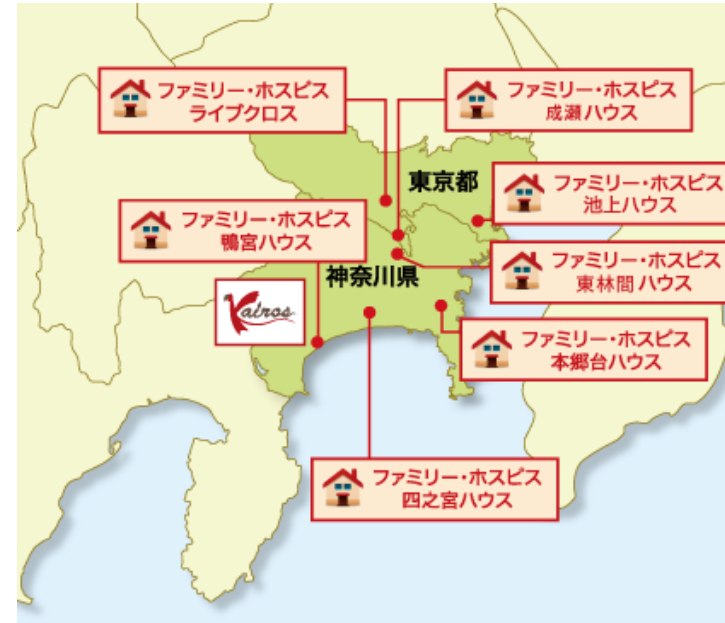 ファミリー・ホスピス
ライブクロス
ファミリー・ホスピス
成瀬ハウス
東京都
ファミリー・ホスピス
池上ハウス
ファミリー・ホスピス
鴨宮ハウス
ファミリー・ホスピス
東林間ハウス
神奈川県
Kairos
ファミリー・ホスピス
本郷台ハウス
ファミリー・ホスピス
四之宮ハウス